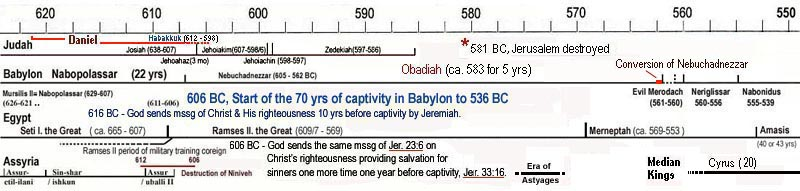 620 610 600 590 580 570 560 550
Daniel Habakkuk (612 - 598)
Judah Josiah (638-607) Jehoiakim(607-598/6) Zedekiah(597-586) *581 BC, Jerusalem destroyed
Jehoahaz(3 mo) Jehoiachin (598-597)
Obadiah (ca. 583 for 5 yrs) Conversion of Nebuchadnezzar
Babylon Nabopolassar (22 yrs) Nebuchadnezzar (605 - 562 BC)
Mursilis II= Nabopolassar (629-607) Evil Merodach Neriglissar Nabonidus
(626-621 .. (611-606) (561-560) 560-556 555-539
606 BC, Start of the 70 yrs of captivity in Babylon to 536 BC
616 BC - God sends mssg of Christ & His righteousness 10 yrs before captivity by Jeremiah.
Egypt
Seti I. the Great ( ca. 665 - 607) Ramses II. the Great (609/7 - 569) Merneptah (ca. 569-553) Amasis
(40 or 43 yrs)
Ramses II period of military training coreign
606 BC - God sends the same mssg of Jer. 23:6 on
Christ's righteousness providing salvation for
sinners one more time one year before captivity, Jer. 33:16.
Assyria 612 606
Assur- Sin-shar Assur Destruction of Niniveh
etil-ilani / ishkun / uballi II
Era of
Astyages
Median
Kings Cyrus ( 20)